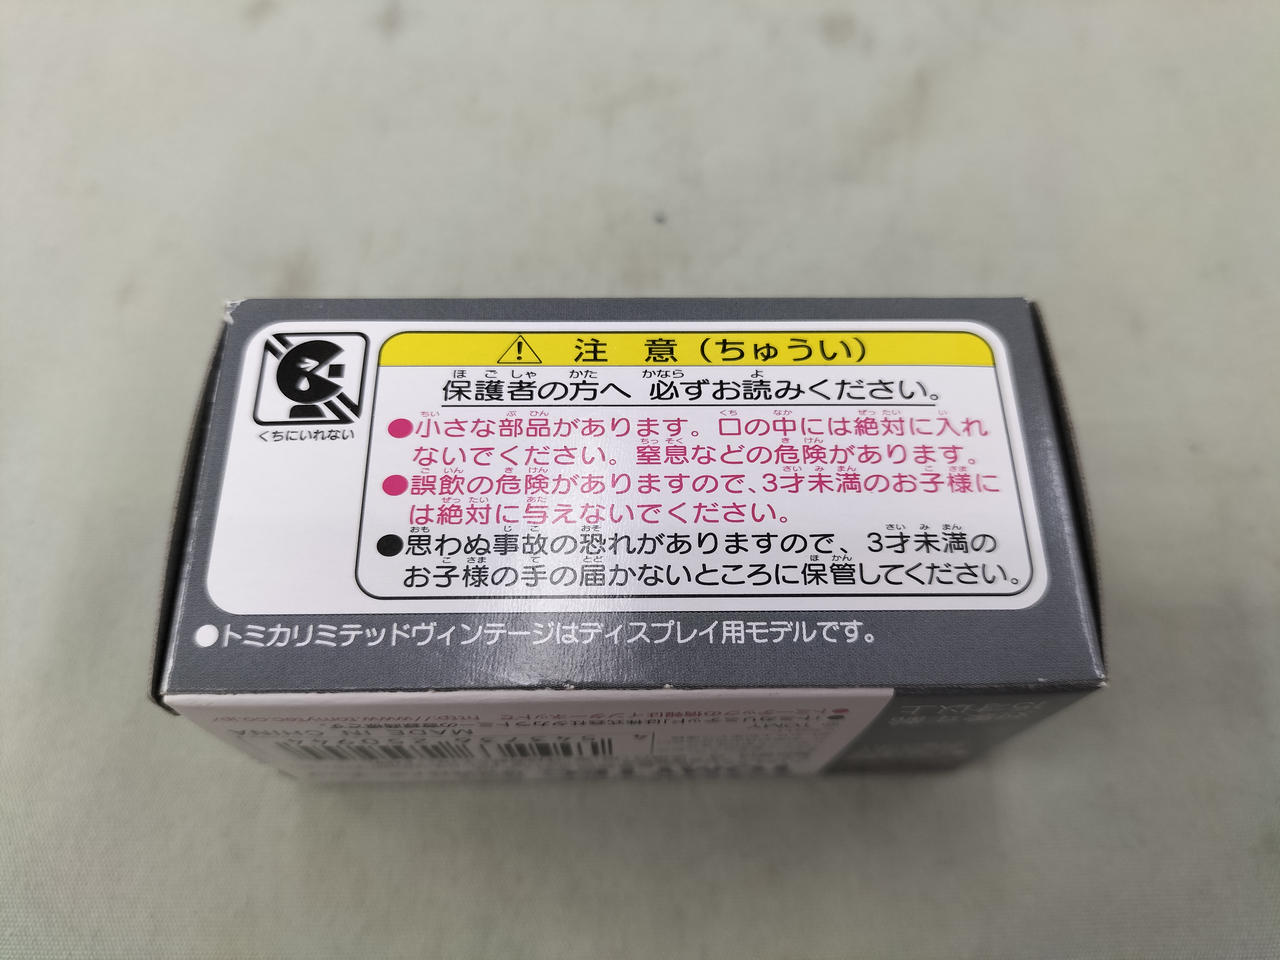 注 意 (ちゅうい)
保護者の方へ 必ずお読みください。
●小さな部品があります。口の中には絶対に入れ
ないでください。窒息などの危険があります。
●誤飲の危険がありますので、3才未満のお子様に
は絶対に与えないでください。
●思わぬ事故の恐れがありますので、3才未満の
お子様の手の届かないところに保管してください。
くちにいれない
●トミカリミテッドヴィンテージはディスプレイ用モデルです。
MADE IN CHINA